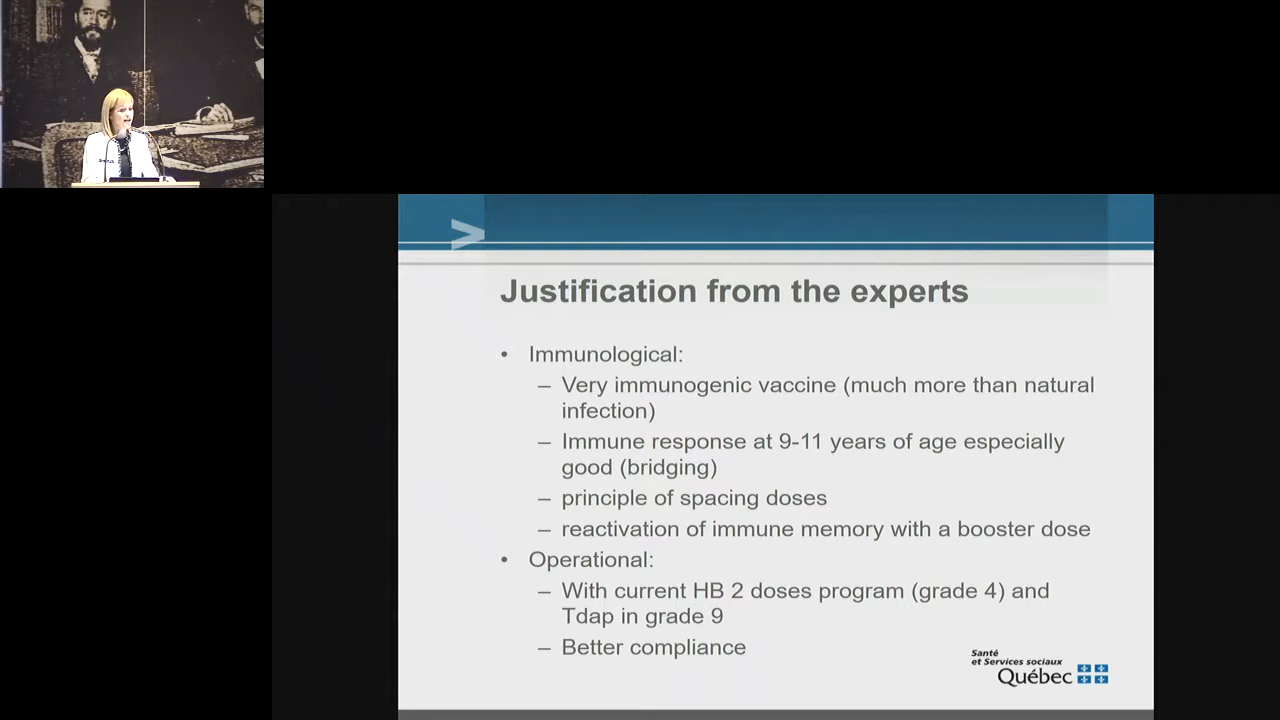 Justification from the experts
• Immunological:
– Very immunogenic vaccine (much more than natural
infection)
– Immune response at 9-11 years of age especially
good (bridging)
– principle of spacing doses
– reactivation of immune memory with a booster dose
• Operational:
– With current HB 2 doses program (grade 4) and
Tdap in grade 9
– Better compliance
Santé
et Services sociaux
Québec